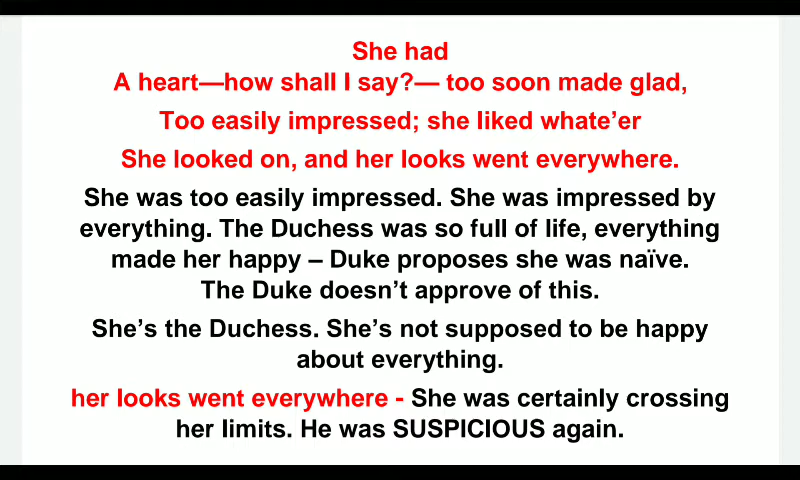 She had
A heart—how shall I say?— too soon made glad,
Too easily impressed; she liked whate’er
She looked on, and her looks went everywhere.
She was too easily impressed. She was impressed by
everything. The Duchess was so full of life, everything
made her happy – Duke proposes she was naïve.
The Duke doesn’t approve of this.
She’s the Duchess. She’s not supposed to be happy
about everything.
her looks went everywhere - She was certainly crossing
her limits. He was SUSPICIOUS again.